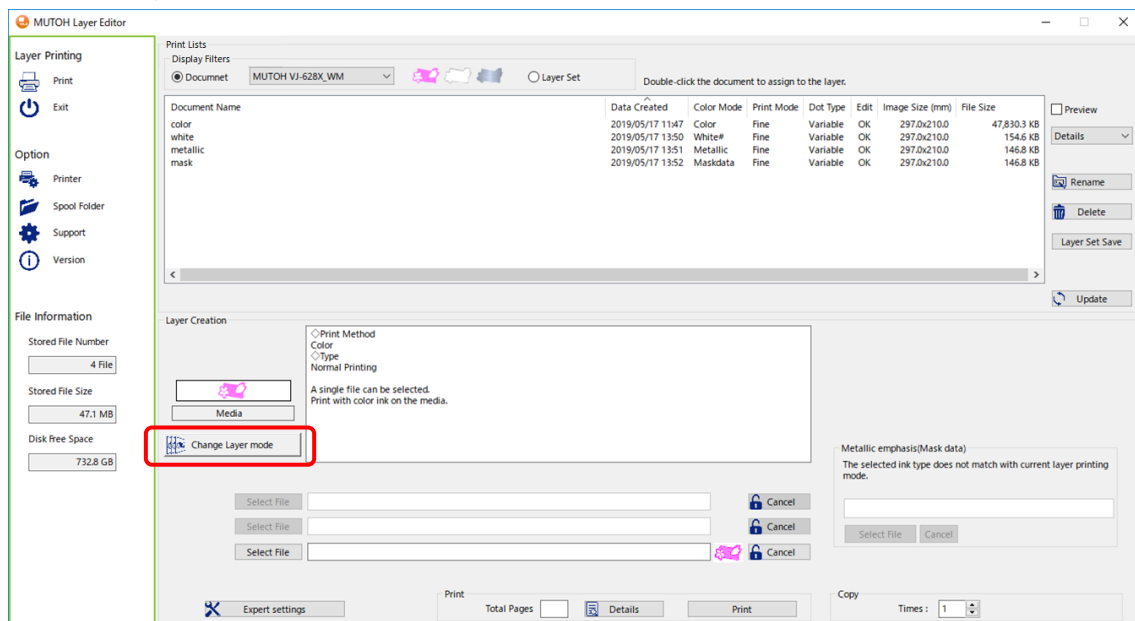 MUTOH Layer Editor
Layer Printing
Print
Exit
Option
Printer
Spool Folder
Support
Version
File Information
Stored File Number
4 File
Stored File Size
47.1 MB
Disk Free Space
732.8 GB
Print Lists
Display Filters
Documnet
MUTOH VJ-628X_WM
Layer Set
Double-click the document to assign to the layer.
Document Name Data Created Color Mode Print Mode Dot Type Edit Image Size (mm) File Size
color 2019/05/17 11:47 Color Fine Variable OK 297.0x210.0 47,830.3 KB
white 2019/05/17 13:50 White# Fine Variable OK 297.0x210.0 154.6 KB
metallic 2019/05/17 13:51 Metallic Fine Variable OK 297.0x210.0 146.8 KB
mask 2019/05/17 13:52 Maskdata Fine Variable OK 297.0x210.0 146.8 KB
Preview
Details
Rename
Delete
Layer Set Save
Update
Layer Creation
Media
Change Layer mode
◇Print Method
Color
◇Type
Normal Printing
A single file can be selected.
Print with color ink on the media.
Metallic emphasis(Mask data)
The selected ink type does not match with current layer printing
mode.
Select File Cancel
Select File Cancel
Select File Cancel
Select File Cancel
Expert settings
Print
Total Pages Details Print
Copy
Times : 1